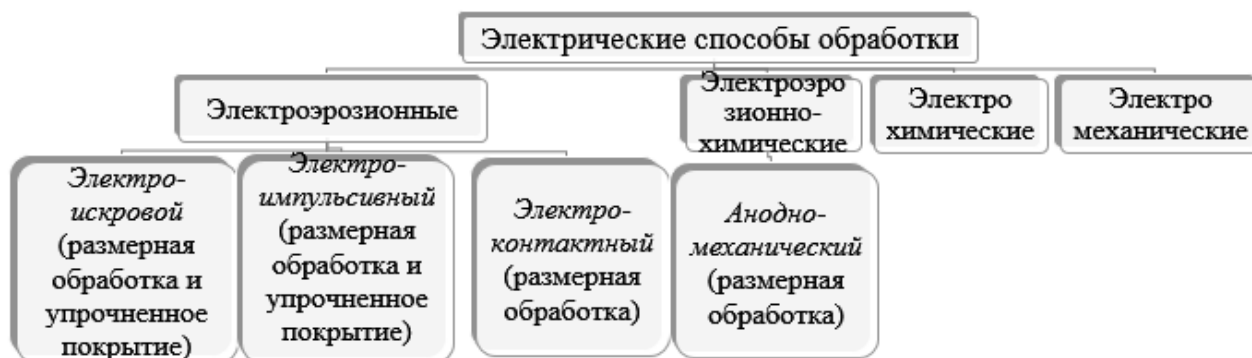 Электрические способы обработки
Электроэрозионные
Электроэро
зионно-
химические
Электро
химические
Электро
механические
Электро-
искровой
(размерная
обработка и
упрочненное
покрытие)
Электро-
импульсивный
(размерная
обработка и
упрочненное
покрытие)
Электро-
контактный
(размерная
обработка)
Анодно-
механический
(размерная
обработка)